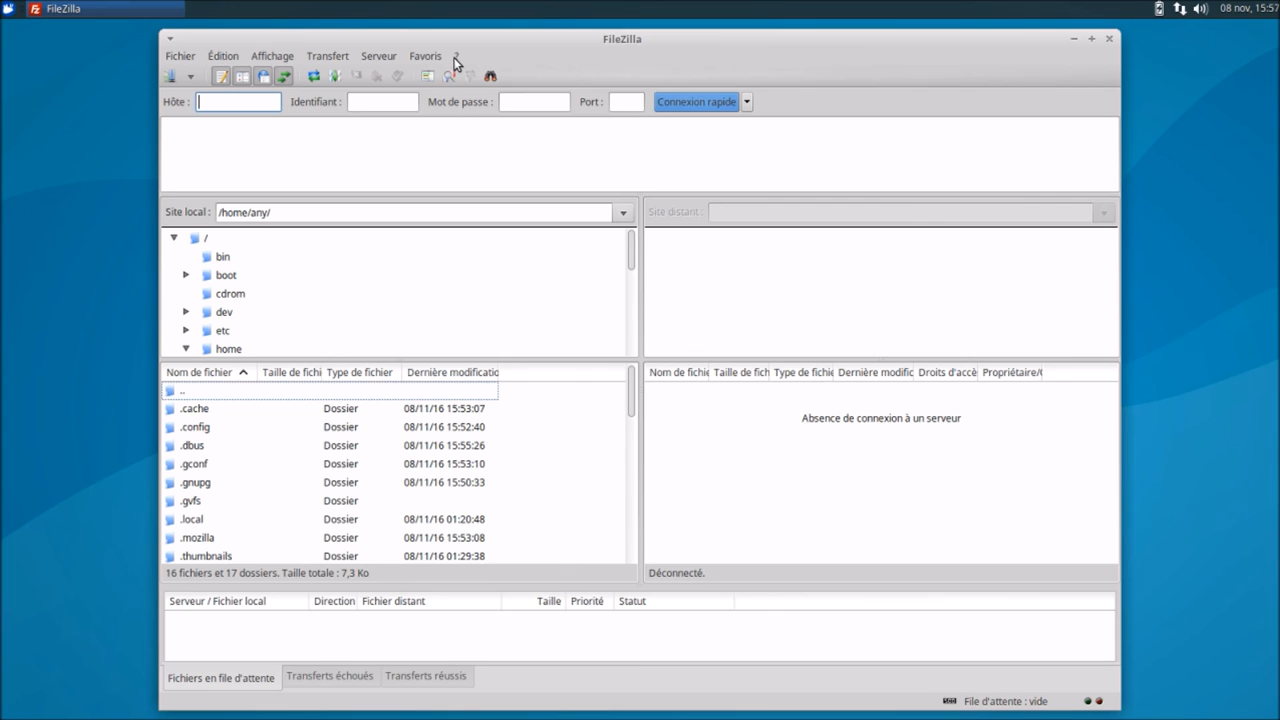 FileZilla
08 nov, 15:57
FileZilla
Fichier Édition Affichage Transfert Serveur Favoris ?
Hôte : Identifiant : Mot de passe : Port : Connexion rapide
Site local : /home/any/
Site distant :
/
bin
boot
cdrom
dev
etc
home
Nom de fichier Taille de fichi Type de fichier Dernière modificatio
..
.cache Dossier 08/11/16 15:53:07
.config Dossier 08/11/16 15:52:40
.dbus Dossier 08/11/16 15:55:26
.gconf Dossier 08/11/16 15:53:10
.gnupg Dossier 08/11/16 15:50:33
.gvfs Dossier
.local Dossier 08/11/16 01:20:48
.mozilla Dossier 08/11/16 15:53:08
.thumbnails Dossier 08/11/16 01:29:38
16 fichiers et 17 dossiers. Taille totale : 7,3 Ko
Nom de fichie Taille de fich Type de fichie Dernière modific Droits d'accè Propriétaire/
Absence de connexion à un serveur
Déconnecté.
Serveur / Fichier local Direction Fichier distant Taille Priorité Statut
Fichiers en file d'attente Transferts échoués Transferts réussis
File d'attente : vide